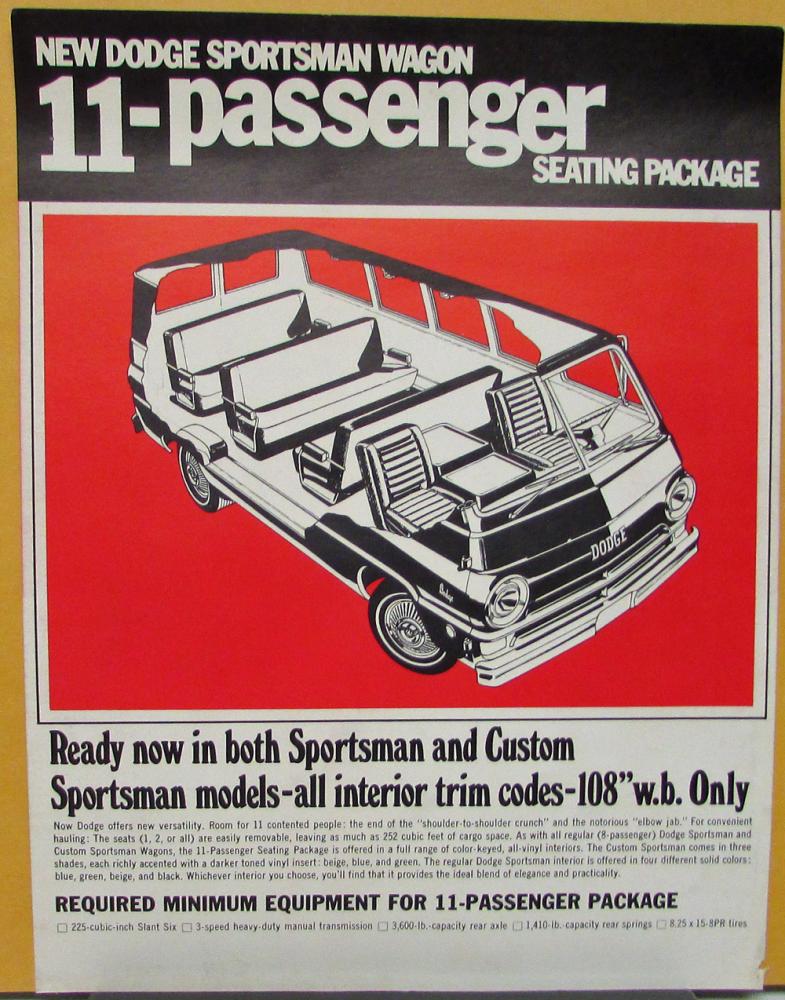 NEW DODGE SPORTSMAN WAGON
11-passenger
SEATING PACKAGE
DODGE
Dodge
Ready now in both Sportsman and Custom
Sportsman models-all interior trim codes-108" w.b. Only
Now Dodge offers new versatility. Room for 11 contented people: the end of the "shoulder-to-shoulder crunch" and the notorious "elbow jab." For convenient
hauling: The seats (1, 2, or all) are easily removable, leaving as much as 252 cubic feet of cargo space. As with all regular (8-passenger) Dodge Sportsman and
Custom Sportsman Wagons, the 11-Passenger Seating Package is offered in a full range of color-keyed, all-vinyl interiors. The Custom Sportsman comes in three
shades, each richly accented with a darker toned vinyl insert: beige, blue, and green. The regular Dodge Sportsman interior is offered in four different solid colors:
blue, green, beige, and black. Whichever interior you choose, you'll find that it provides the ideal blend of elegance and practicality.
REQUIRED MINIMUM EQUIPMENT FOR 11-PASSENGER PACKAGE
□ 225-cubic-inch Slant Six □ 3-speed heavy-duty manual transmission □ 3,600-lb.-capacity rear axle □ 1,410-lb.-capacity rear springs □ 8.25 x 15-8PR tires